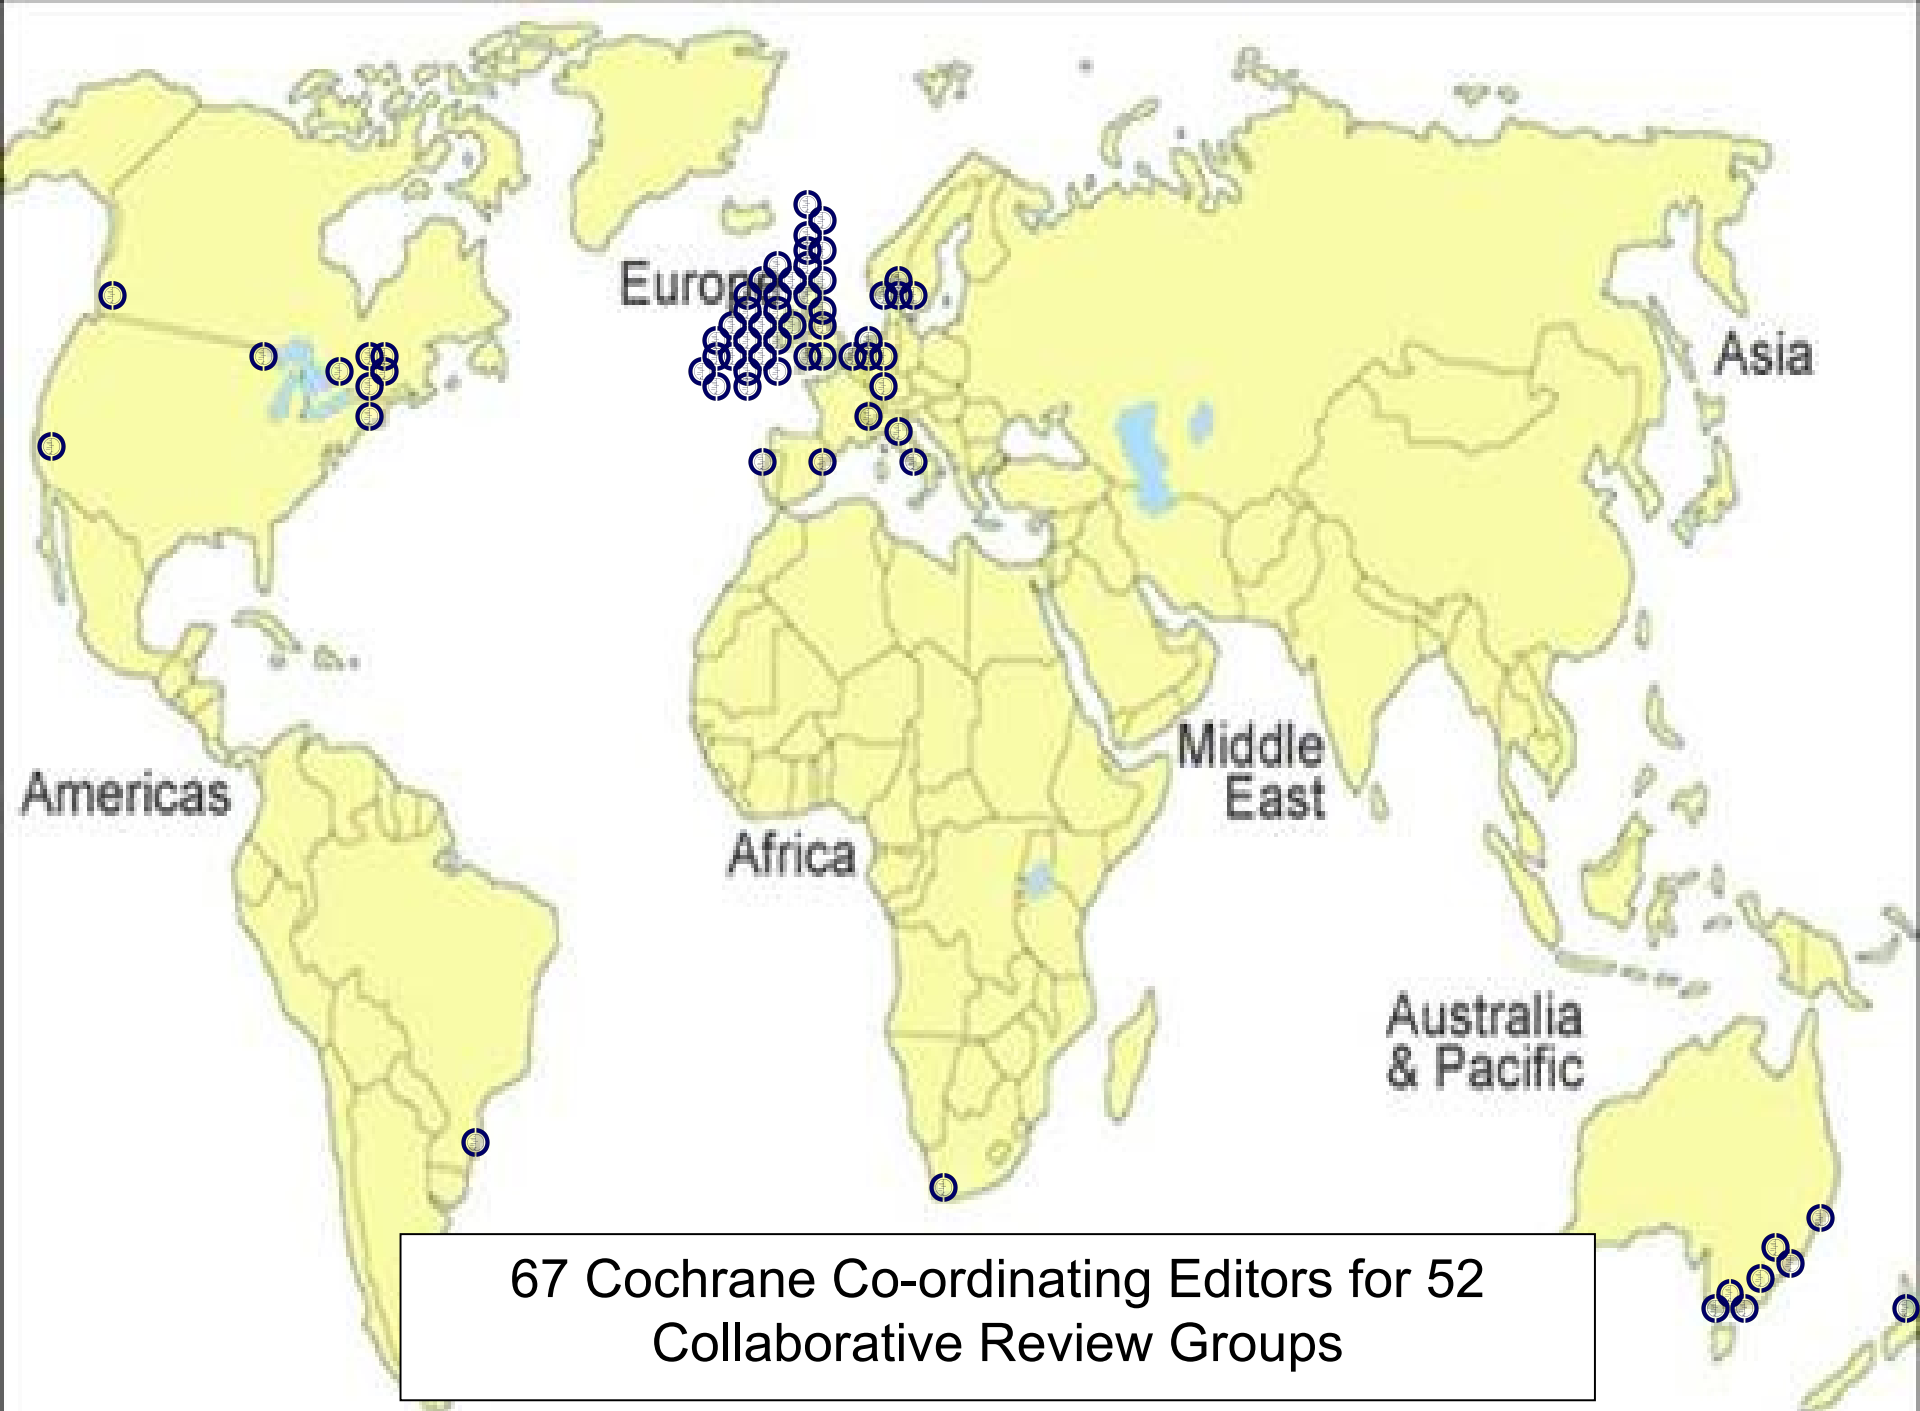 Europe
Asia
Middle
East
Americas
Africa
Australia
& Pacific
67 Cochrane Co-ordinating Editors for 52
Collaborative Review Groups